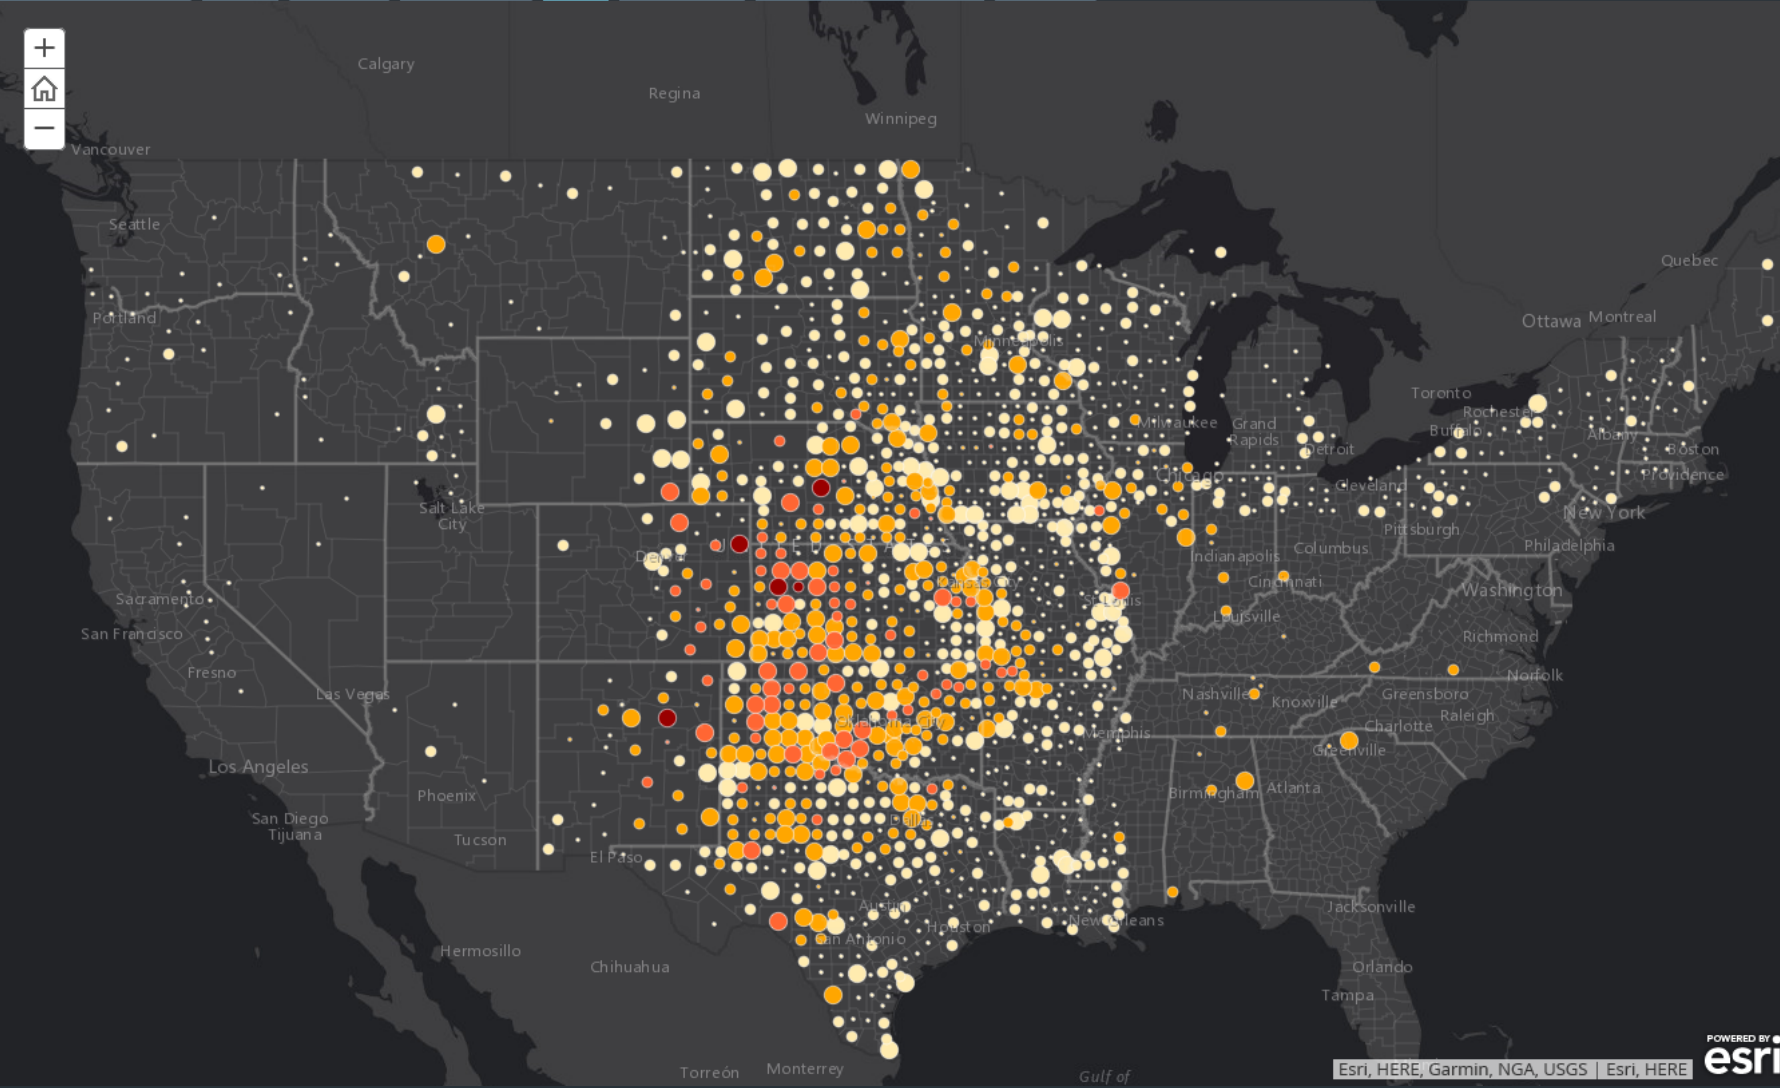 +
−
Calgary
Regina
Winnipeg
Vancouver
Seattle
Quebec
Portland
Ottawa
Montreal
Minneapolis
Toronto
Rochester
Buffalo
Albany
Milwaukee
Grand
Rapids
Detroit
Boston
Providence
Chicago
Cleveland
New York
Salt Lake
City
Pittsburgh
Philadelphia
Denver
Indianapolis
Columbus
Cincinnati
Kansas City
St Louis
Washington
Sacramento
San Francisco
Louisville
Richmond
Fresno
Norfolk
Las Vegas
Nashville
Knoxville
Greensboro
Raleigh
Oklahoma City
Memphis
Charlotte
Greenville
Los Angeles
Phoenix
Birmingham
Atlanta
San Diego
Tijuana
Dallas
Tucson
El Paso
Austin
Jacksonville
New Orleans
Houston
San Antonio
Hermosillo
Chihuahua
Orlando
Tampa
Torreón
Monterrey
Gulf of
POWERED BY
esri
Esri, HERE, Garmin, NGA, USGS | Esri, HERE